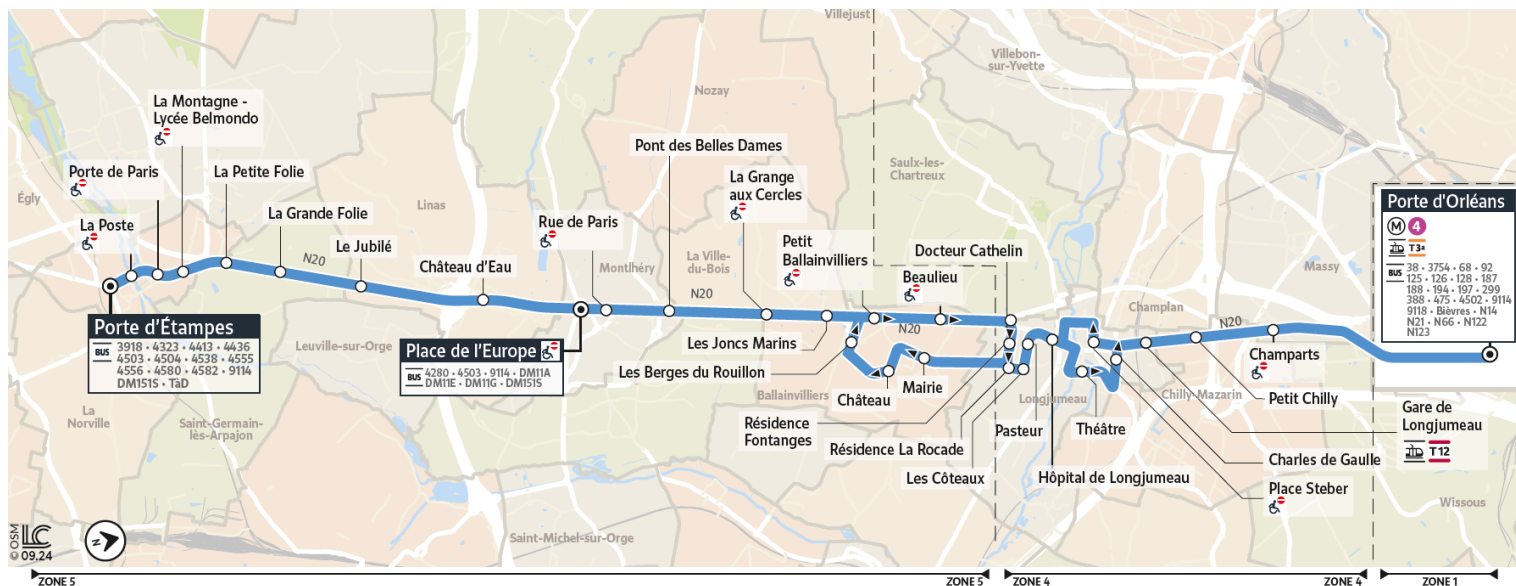 Villejust
Villebon-
sur-Yvette
La Montagne -
Lycée Belmondo
Nozay
Pont des Belles Dames
Saulx-les-
Chartreux
Porte de Paris
La Petite Folie
La Grange
aux Cercles
Égly
Linas
La Poste
La Grande Folie
Rue de Paris
Le Jubilé
Petit
Ballainvilliers
Docteur Cathelin
Porte d'Orléans
M 4
T3a
BUS
38 • 3754 • 68 • 92
125 • 126 • 128 • 187
188 • 194 • 197 • 299
388 • 475 • 4502 • 9114
9118 • Bièvres • N14
N21 • N66 • N122
N123
N20
Château d'Eau
Montlhéry
La Ville-
du-Bois
Beaulieu
Massy
Champlan
N20
N20
N20
Porte d'Étampes
BUS
3918 • 4323 • 4413 • 4436
4503 • 4504 • 4538 • 4555
4556 • 4580 • 4582 • 9114
DM151S • TàD
Leuville-sur-Orge
Place de l'Europe
BUS
4280 • 4503 • 9114 • DM11A
DM11E • DM11G • DM151S
Les Joncs Marins
Les Berges du Rouillon
Champarts
Ballainvilliers
Château
Mairie
Longjumeau
Chilly-Mazarin
Petit Chilly
La
Norville
Saint-Germain-
lès-Arpajon
Résidence
Fontanges
Résidence La Rocade
Pasteur
Théâtre
Gare de
Longjumeau
T12
Les Côteaux
Hôpital de Longjumeau
Charles de Gaulle
Place Steber
Wissous
Saint-Michel-sur-Orge
© OSM
LC
09.24
N
ZONE 5
ZONE 5
ZONE 4
ZONE 4
ZONE 1